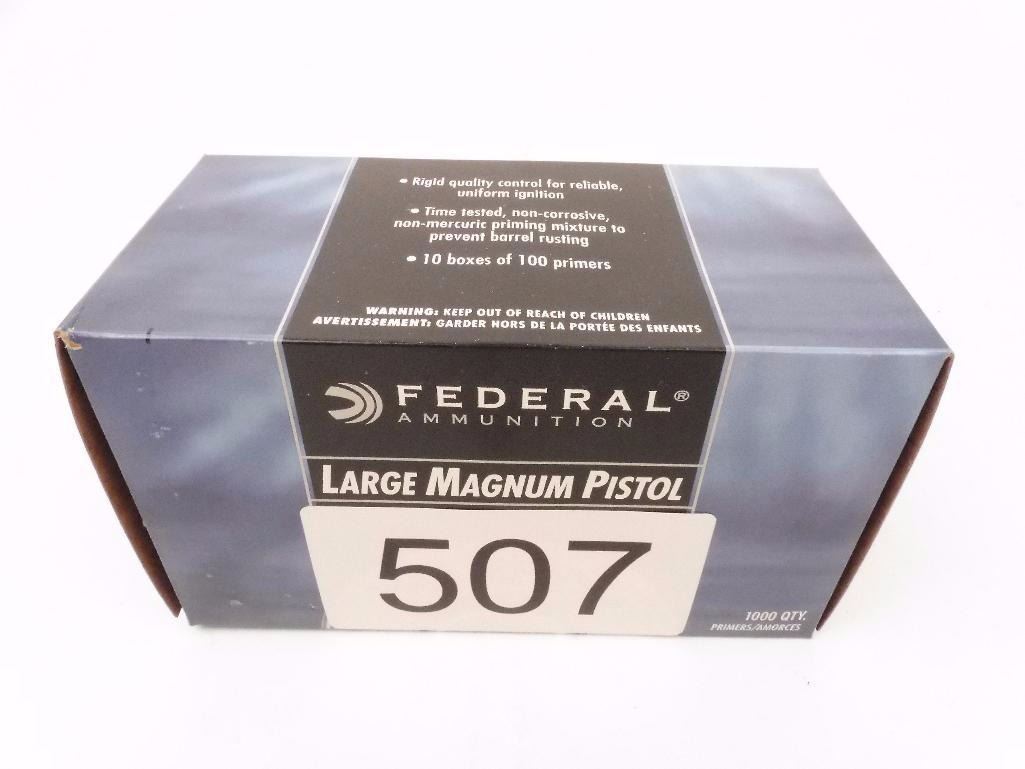 • Rigid quality control for reliable,
uniform ignition
• Time tested, non-corrosive,
non-mercuric priming mixture to
prevent barrel rusting
• 10 boxes of 100 primers
WARNING: KEEP OUT OF REACH OF CHILDREN
AVERTISSEMENT: GARDER HORS DE LA PORTÉE DES ENFANTS
FEDERAL®
AMMUNITION
LARGE MAGNUM PISTOL
507
1000 QTY.
PRIMERS/AMORCES